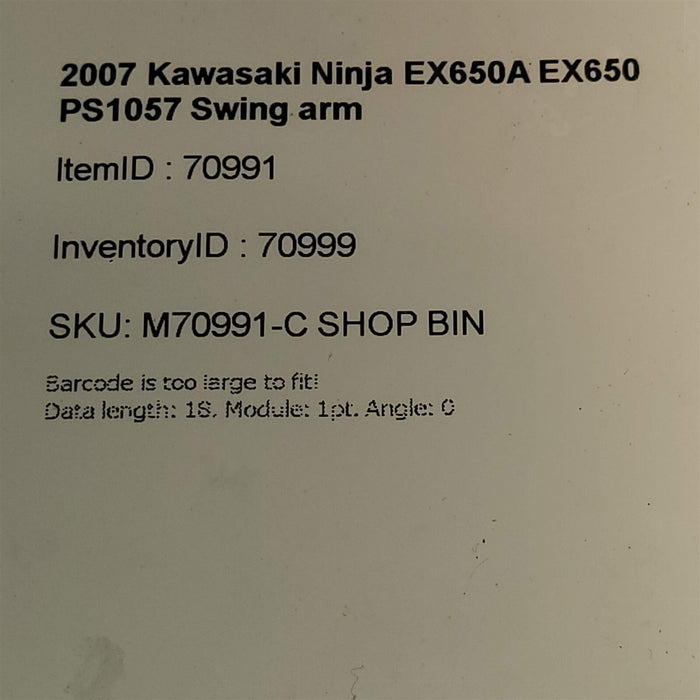 2007 Kawasaki Ninja EX650A EX650
PS1057 Swing arm
ItemID : 70991
InventoryID : 70999
SKU: M70991-C SHOP BIN
Barcode is too large to fit!
Data length: 18, Module: 1pt. Angle: 0